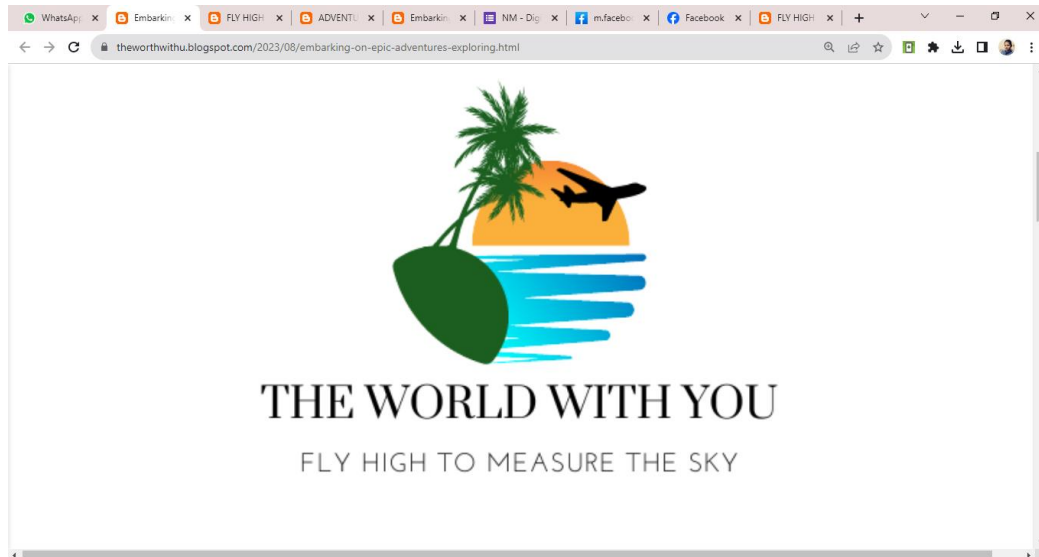 WhatsAp
Embarkin
FLY HIGH
ADVENTU
Embarkin
NM - Dig
m.facebo
Facebook
FLY HIGH
theworthwithu.blogspot.com/2023/08/embarking-on-epic-adventures-exploring.html
THE WORLD WITH YOU
FLY HIGH TO MEASURE THE SKY